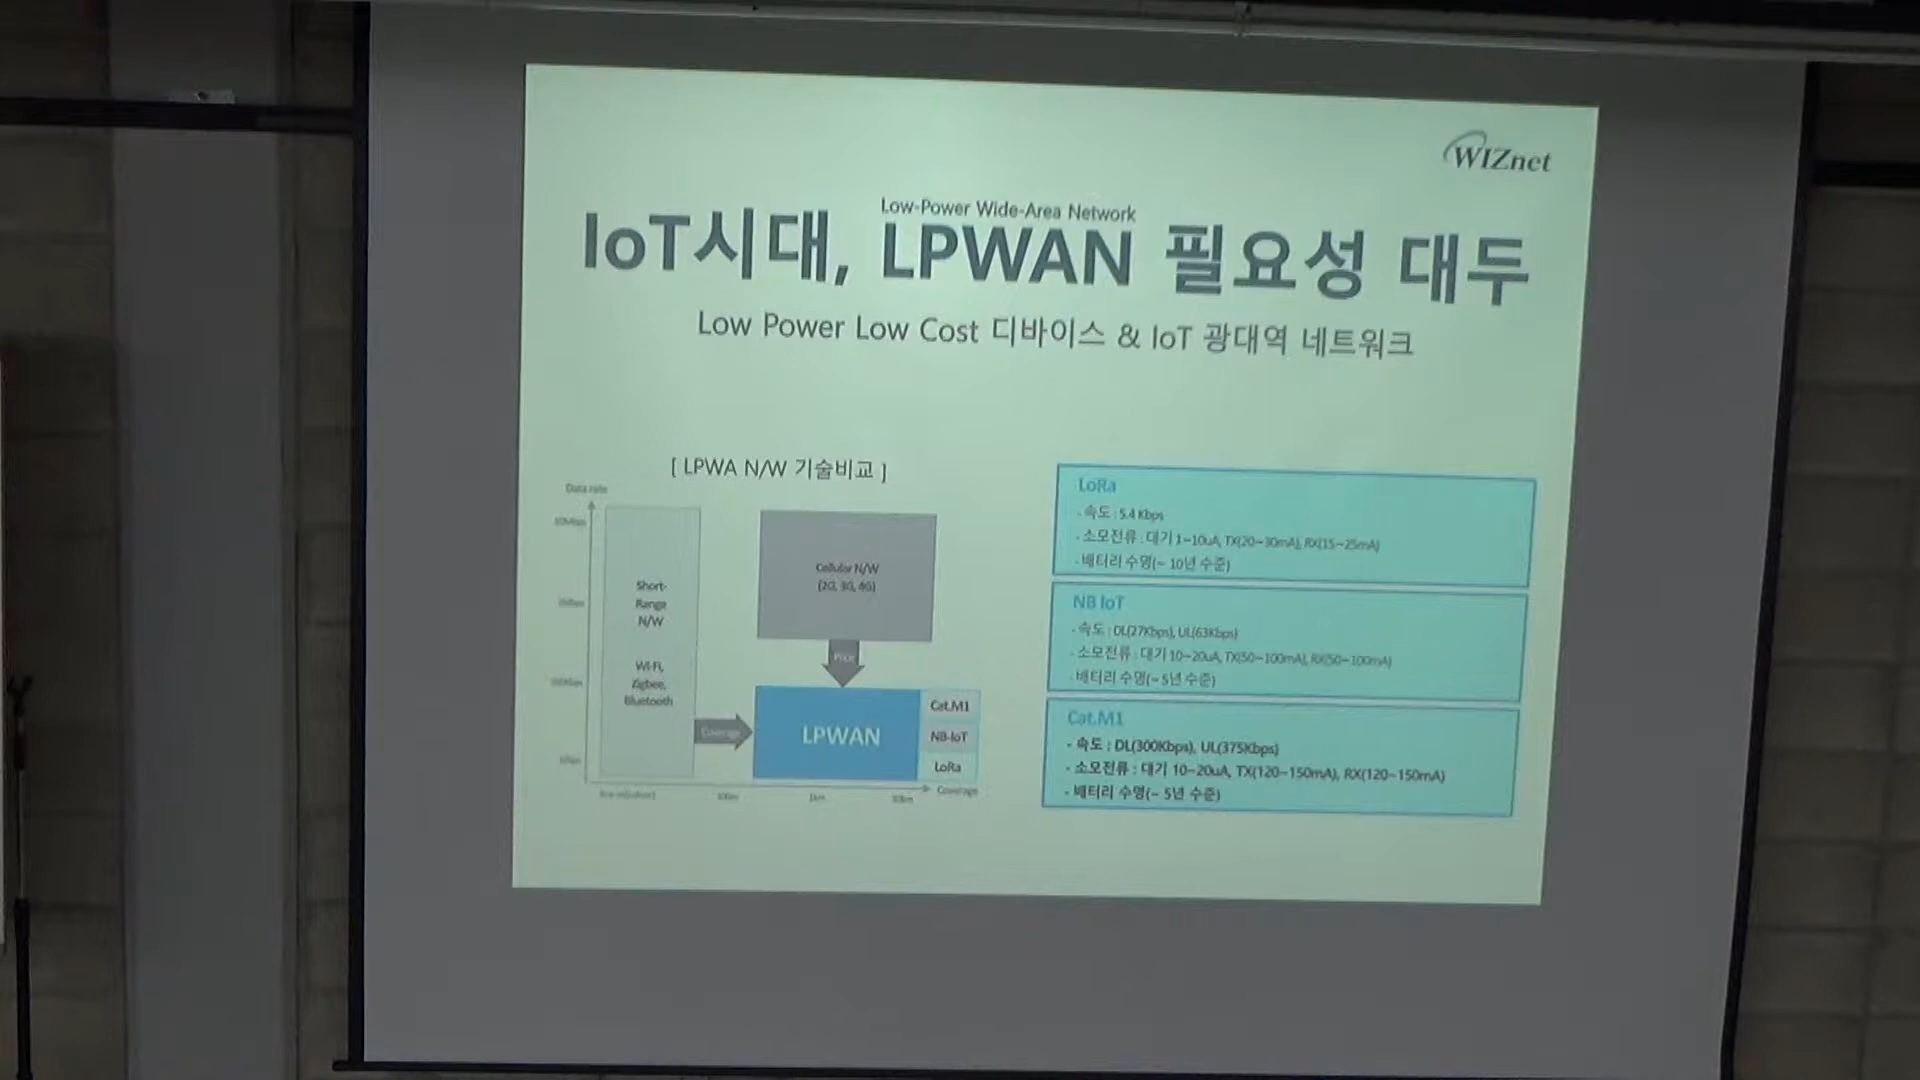 WIZnet
Low-Power Wide-Area Network
IoT시대, LPWAN 필요성 대두
Low Power Low Cost 디바이스 & IoT 광대역 네트워크
[ LPWA N/W 기술비교 ]
Data rate
Short-
Range
N/W
Wi-Fi,
Zigbee,
Bluetooth
Cellular N/W
(2G, 3G, 4G)
Price
Coverage
LPWAN
Cat.M1
NB-IoT
LoRa
100m
1km
10km
Coverage
LoRa
- 속도 : 5.4 Kbps
- 소모전류 : 대기 1~10uA, TX(20~30mA), RX(15~25mA)
- 배터리 수명(~ 10년 수준)
NB IoT
- 속도 : DL(27Kbps), UL(63Kbps)
- 소모전류 : 대기 10~20uA, TX(50~100mA), RX(50~100mA)
- 배터리 수명(~ 5년 수준)
Cat.M1
- 속도 : DL(300Kbps), UL(375Kbps)
- 소모전류 : 대기 10~20uA, TX(120~150mA), RX(120~150mA)
- 배터리 수명(~ 5년 수준)